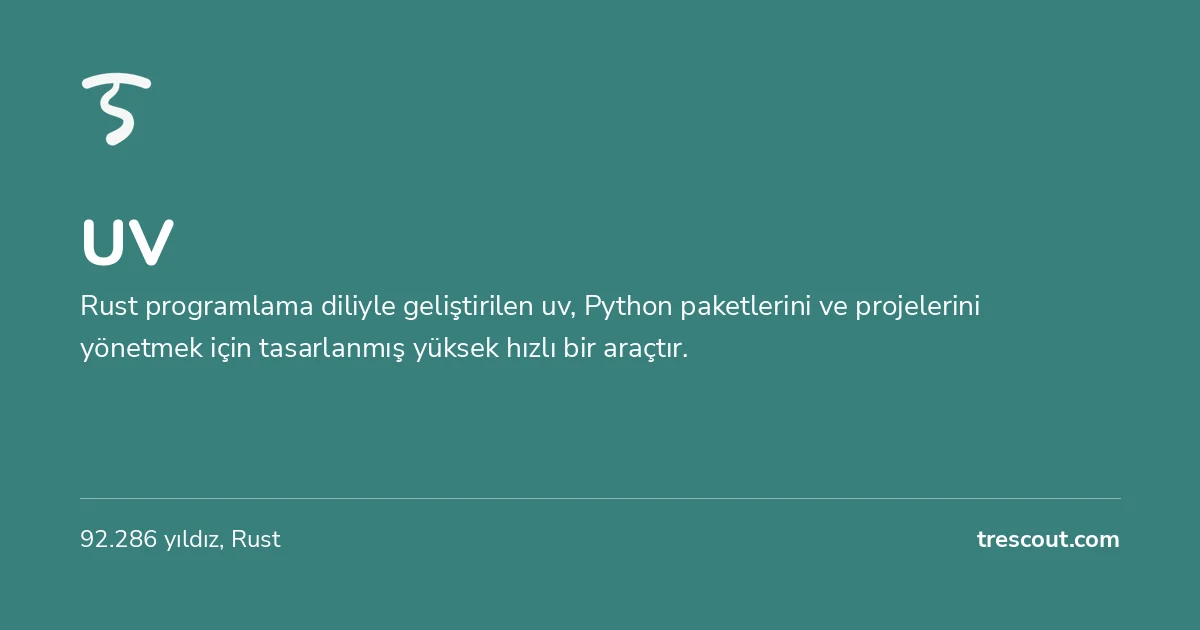 uv
Rust programlama diliyle geliştirilen uv, Python paketlerini ve projelerini
yönetmek için tasarlanmış yüksek hızlı bir araçtır.
92.286 yıldız, Rust
trescout.com